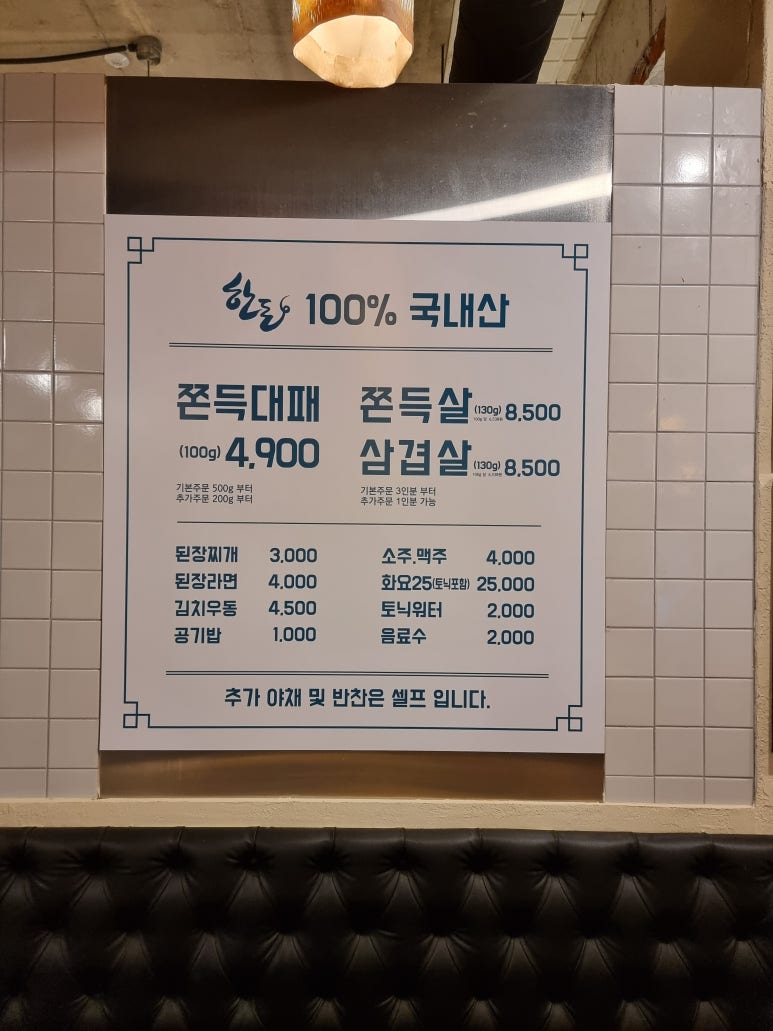 한돈 100% 국내산
쫀득대패
(100g) 4,900
기본주문 500g 부터
추가주문 200g 부터
쫀득살 (130g) 8,500
삼겹살 (130g) 8,500
기본주문 3인분 부터
추가주문 1인분 가능
된장찌개 3,000
된장라면 4,000
김치우동 4,500
공기밥 1,000
소주.맥주 4,000
화요25(토닉포함) 25,000
토닉워터 2,000
음료수 2,000
추가 야채 및 반찬은 셀프 입니다.